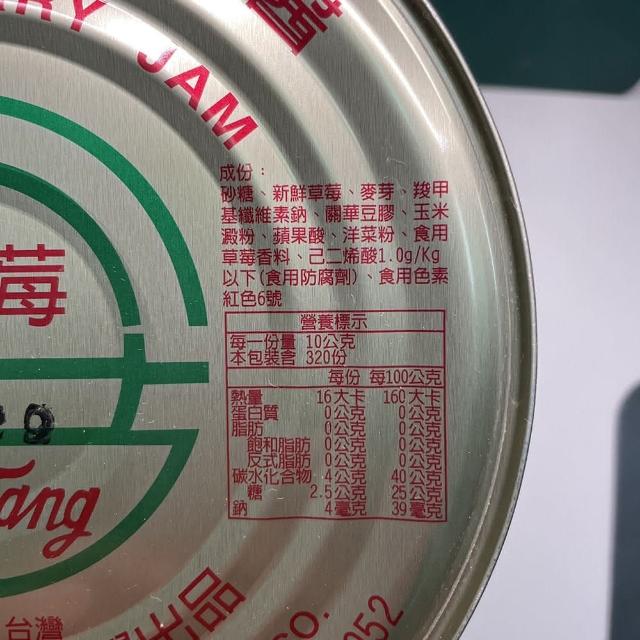 RRY JAM
醬
成份：
砂糖、新鮮草莓、麥芽、羧甲
基纖維素鈉、關華豆膠、玉米
澱粉、蘋果酸、洋菜粉、食用
草莓香料、己二烯酸1.0g/Kg
以下(食用防腐劑)、食用色素
紅色6號
營養標示
每一份量 10公克
本包裝含 320份
每份 每100公克
熱量 16大卡 160大卡
蛋白質 0公克 0公克
脂肪 0公克 0公克
飽和脂肪 0公克 0公克
反式脂肪 0公克 0公克
碳水化合物 4公克 40公克
糖 2.5公克 25公克
鈉 4毫克 39毫克
莓
ang
台灣
品
CO.
052